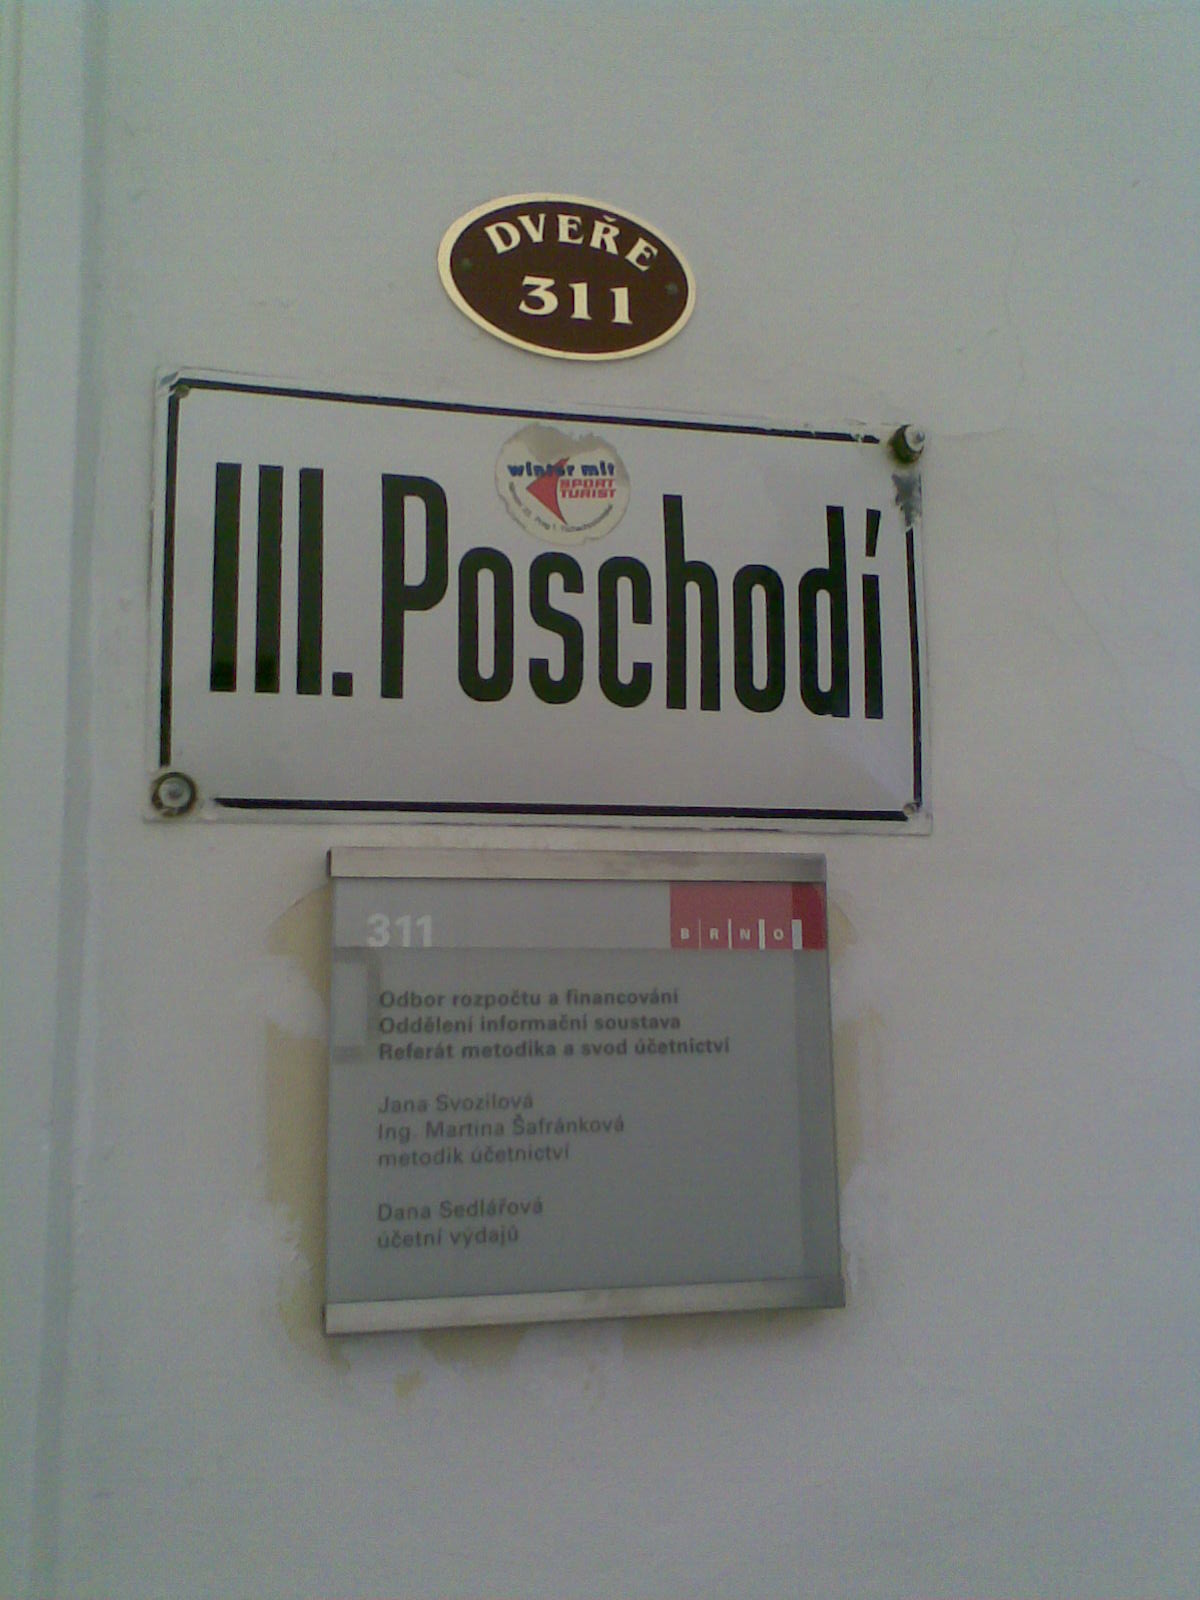 DVEŘE
311
winter mit
SPORT
TURIST
III. Poschodí
311
BRNO
Odbor rozpočtu a financování
Oddělení informační soustava
Referát metodika a svod účetnictví
Jana Svozilová
Ing. Martina Šafránková
metodik účetnictví
Dana Sedlářová
účetní výdajů